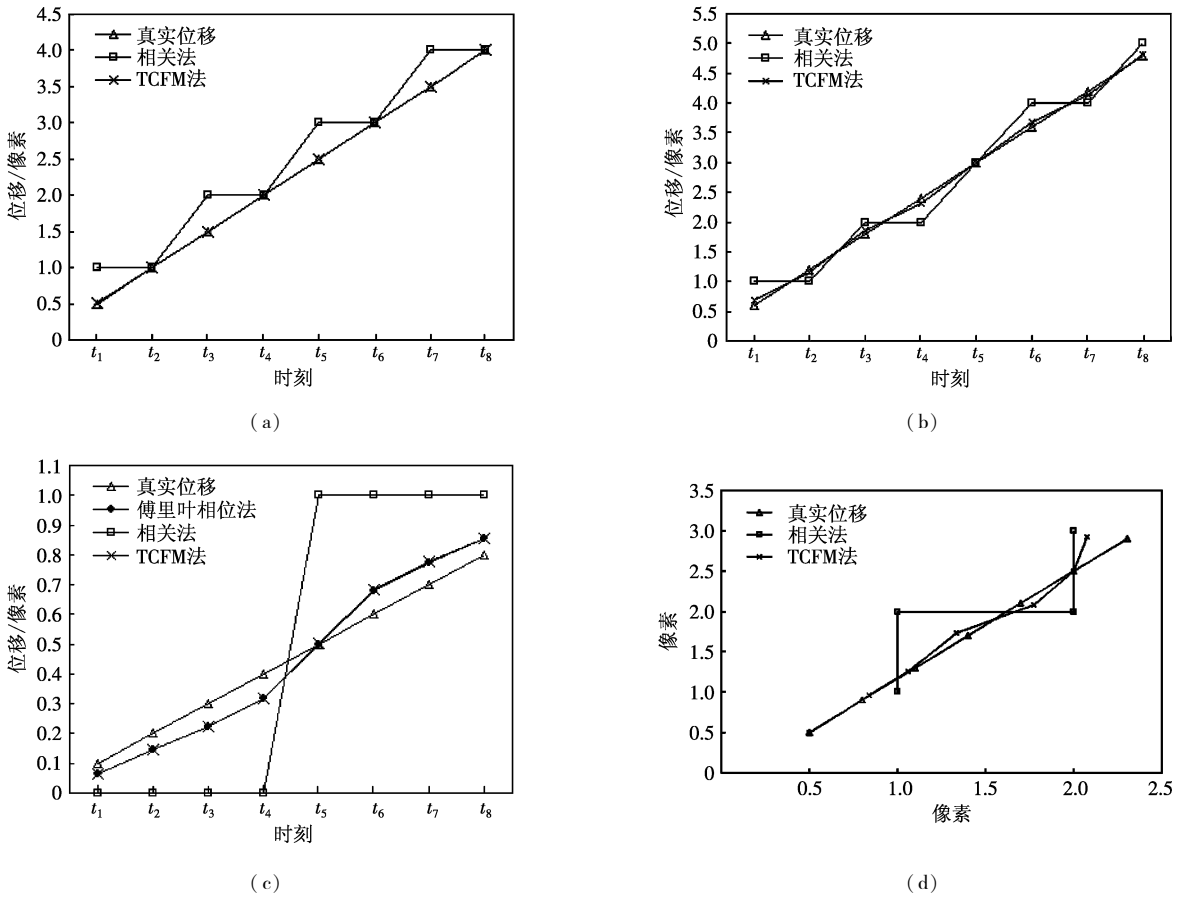 4.5
4.0
3.5
3.0
2.5
2.0
1.5
1.0
0.5
0
位移/像素
真实位移
相关法
TCFM法
t₁ t₂ t₃ t₄ t₅ t₆ t₇ t₈
时刻
(a)
5.5
5.0
4.5
4.0
3.5
3.0
2.5
2.0
1.5
1.0
0.5
0
位移/像素
真实位移
相关法
TCFM法
t₁ t₂ t₃ t₄ t₅ t₆ t₇ t₈
时刻
(b)
1.1
1.0
0.9
0.8
0.7
0.6
0.5
0.4
0.3
0.2
0.1
0
位移/像素
真实位移
傅里叶相位法
相关法
TCFM法
t₁ t₂ t₃ t₄ t₅ t₆ t₇ t₈
时刻
(c)
3.5
3.0
2.5
2.0
1.5
1.0
0.5
0
像素
真实位移
相关法
TCFM法
0.5 1.0 1.5 2.0 2.5
像素
(d)